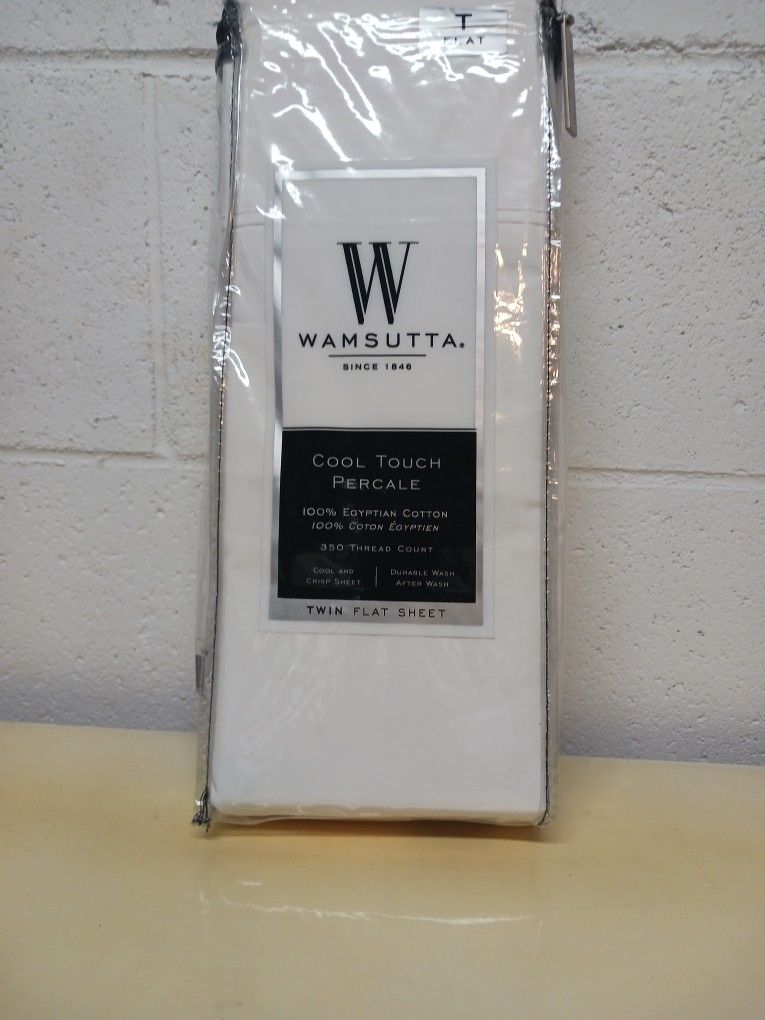 T
FLAT
W
WAMSUTTA®
SINCE 1846
COOL TOUCH
PERCALE
100% EGYPTIAN COTTON
100% COTON ÉGYPTIEN
350 THREAD COUNT
COOL AND
CRISP SHEET
DURABLE WASH
AFTER WASH
TWIN FLAT SHEET